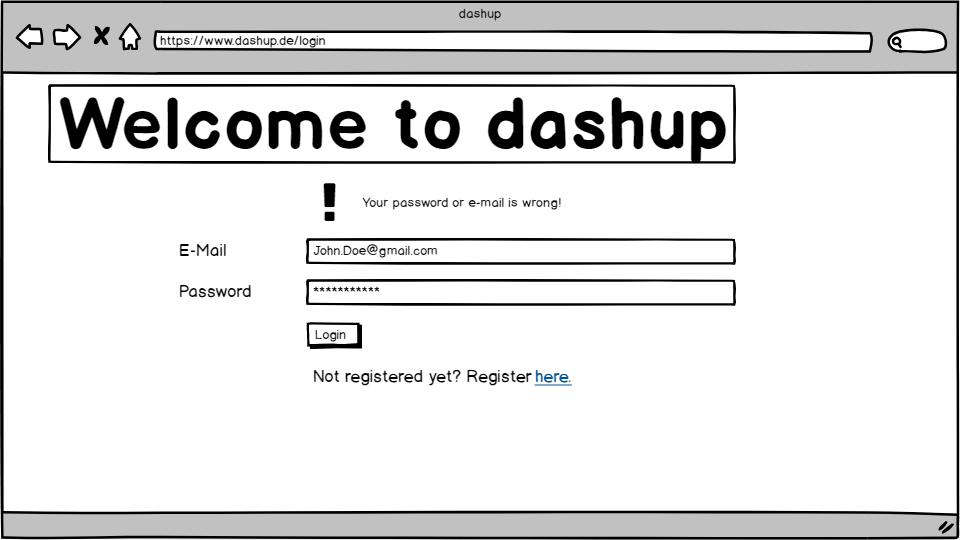 dashup
https://www.dashup.de/login
Welcome to dashup
! Your password or e-mail is wrong!
E-Mail John.Doe@gmail.com
Password ***********
Login
Not registered yet? Register here.